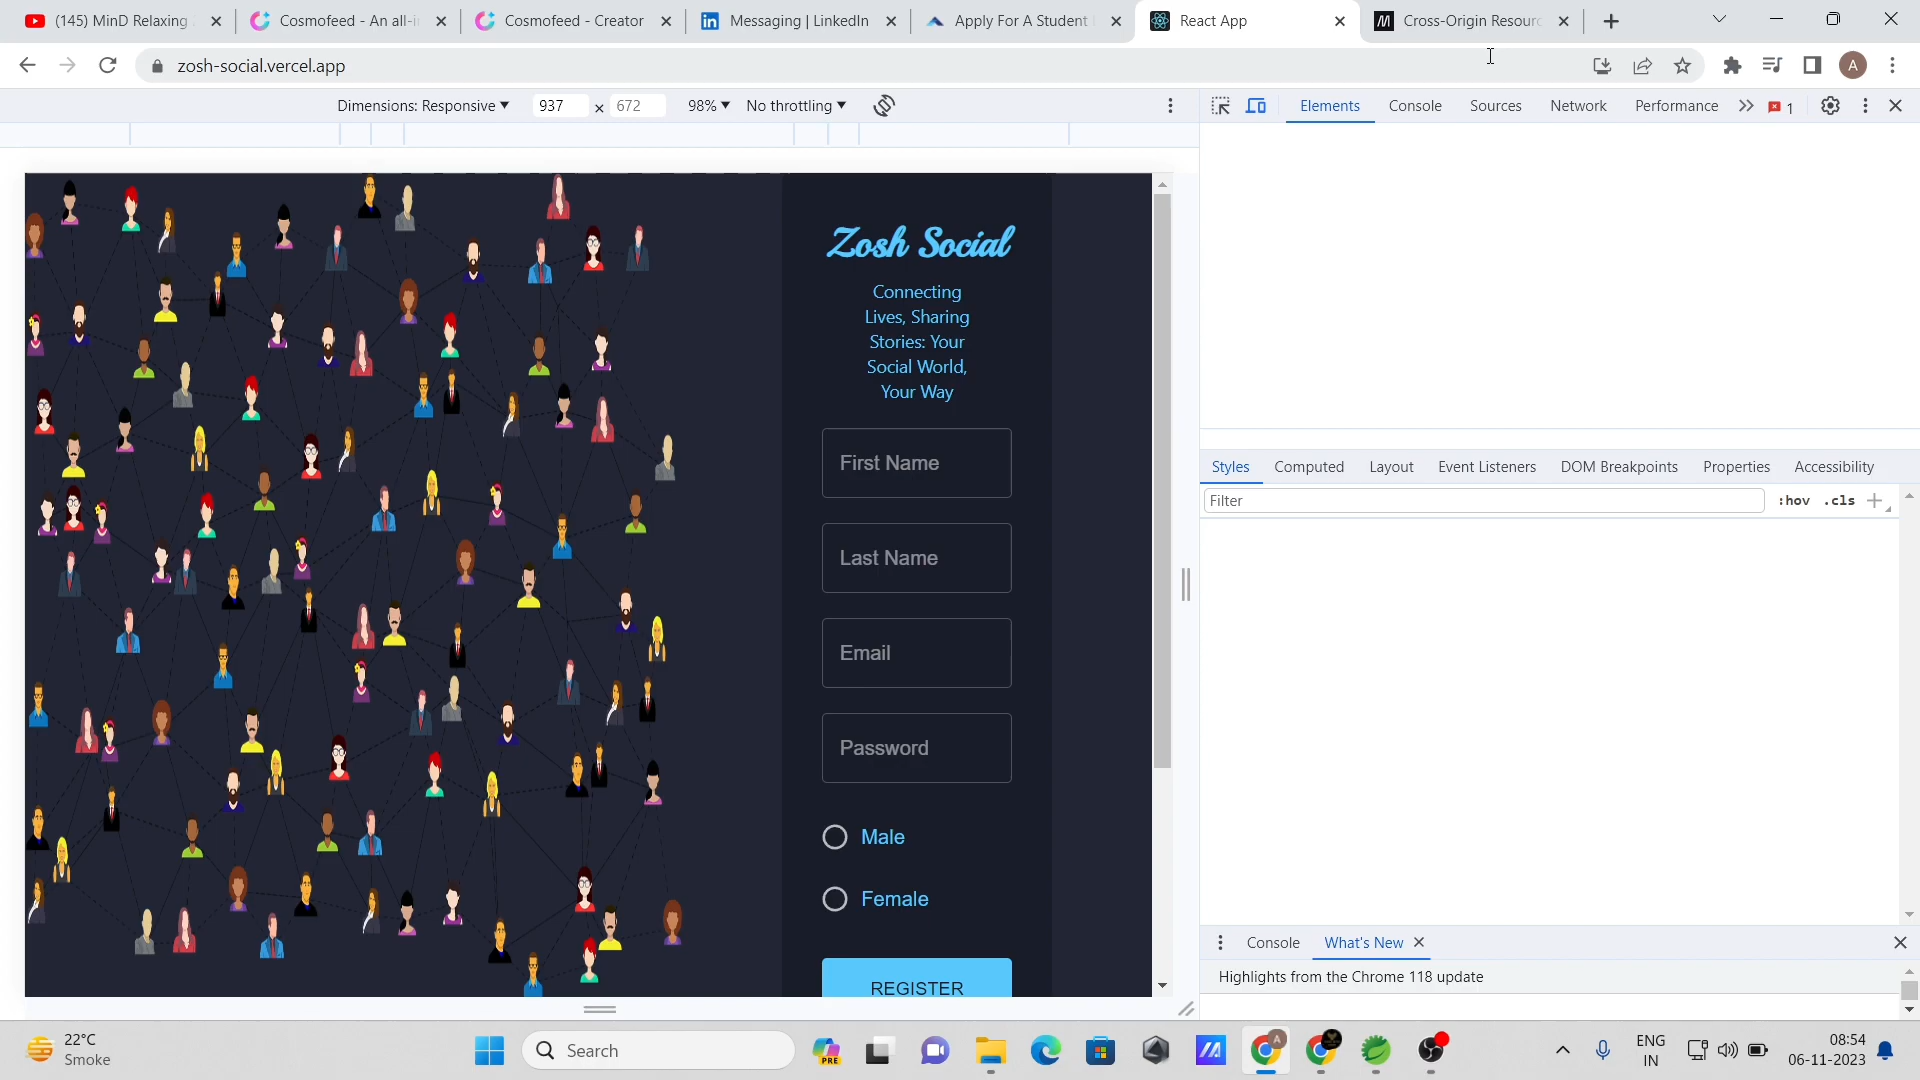 (145) MinD Relaxing
Cosmofeed - An all-i
Cosmofeed - Creator
Messaging | LinkedIn
Apply For A Student
React App
Cross-Origin Resourc
zosh-social.vercel.app
A
Dimensions: Responsive ▼ 937 x 672 98% ▼ No throttling ▼
Elements Console Sources Network Performance » 1
Zosh Social
Connecting
Lives, Sharing
Stories: Your
Social World,
Your Way
First Name
Last Name
Email
Password
Male
Female
REGISTER
Styles Computed Layout Event Listeners DOM Breakpoints Properties Accessibility
Filter :hov .cls
Console What's New
Highlights from the Chrome 118 update
22°C
Smoke
Search
PRE
A
ENG
IN
08:54
06-11-2023